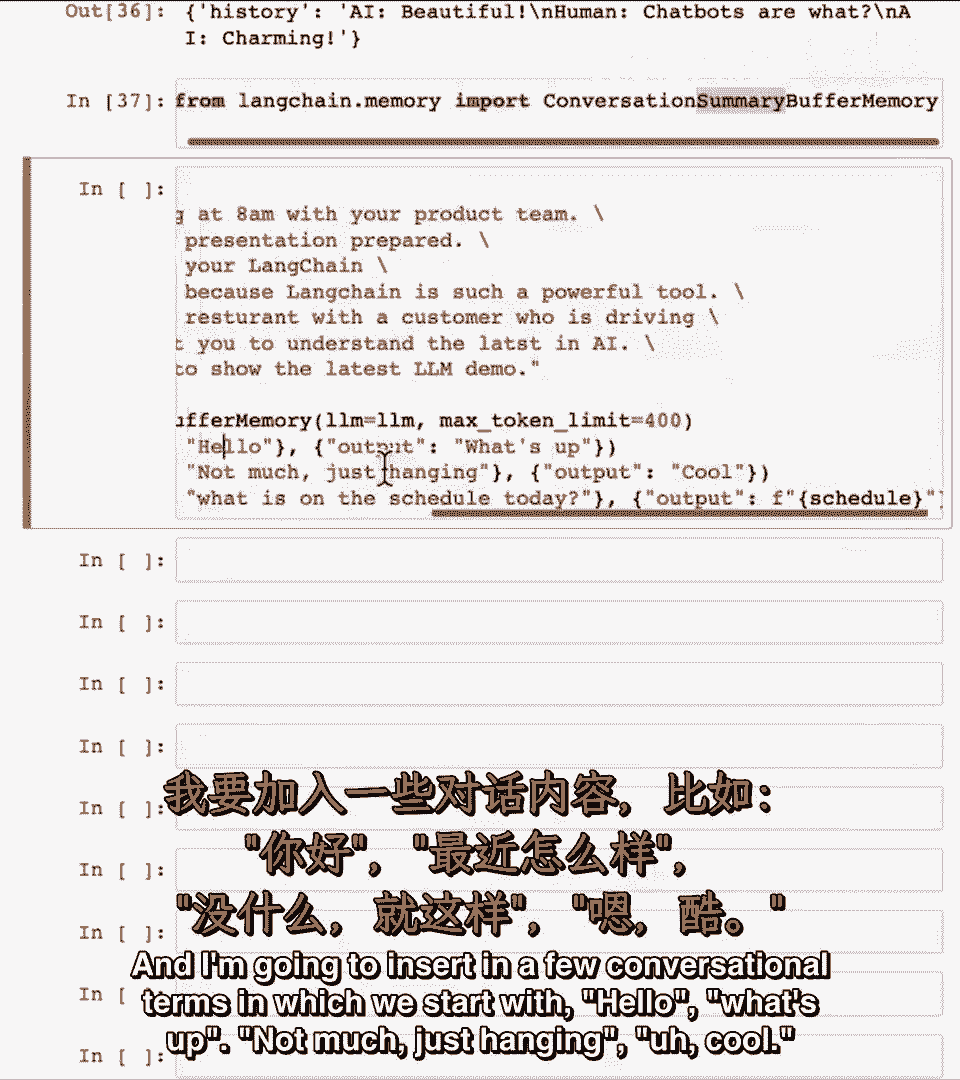 Out[36]: {'history': 'AI: Beautiful!\nHuman: Chatbots are what?\nA
I: Charming!'}
In [37]: from langchain.memory import ConversationSummaryBufferMemory
In [ ]:
g at 8am with your product team. \
presentation prepared. \
your LangChain \
because Langchain is such a powerful tool. \
resturant with a customer who is driving \
t you to understand the latst in AI. \
to show the latest LLM demo."
ufferMemory(llm=llm, max_token_limit=400)
"Hello"}, {"output": "What's up"})
"Not much, just hanging"}, {"output": "Cool"})
"what is on the schedule today?"}, {"output": f"{schedule}"}
In [ ]:
In [ ]:
In [ ]:
In [ ]:
In [ ]:
In [ ]:
In [ ]:
In [ ]:
In [ ]:
我要加入一些对话内容，比如：
"你好"，"最近怎么样"，
"没什么，就这样"，"嗯，酷。"
And I'm going to insert in a few conversational
terms in which we start with, "Hello", "what's
up". "Not much, just hanging", "uh, cool."